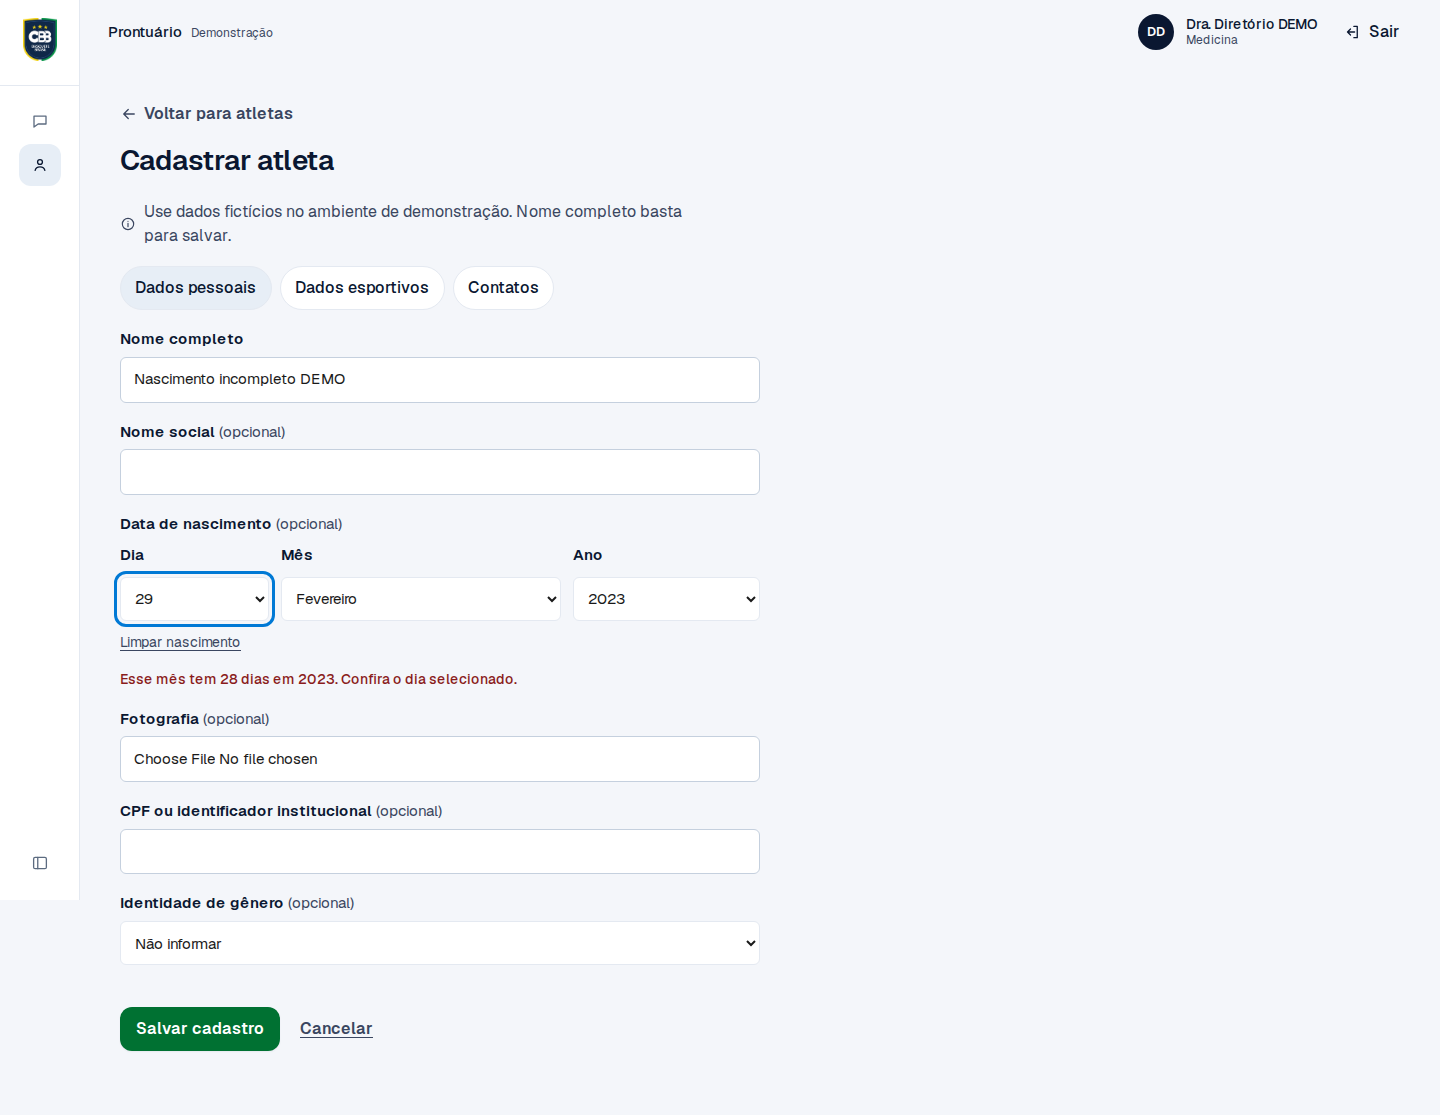 CBB
Prontuário Demonstração
DD
Dra. Diretório DEMO
Medicina
Sair
Voltar para atletas
Cadastrar atleta
Use dados fictícios no ambiente de demonstração. Nome completo basta
para salvar.
Dados pessoais
Dados esportivos
Contatos
Nome completo
Nascimento incompleto DEMO
Nome social (opcional)
Data de nascimento (opcional)
Dia
Mês
Ano
29
Fevereiro
2023
Limpar nascimento
Esse mês tem 28 dias em 2023. Confira o dia selecionado.
Fotografia (opcional)
Choose File No file chosen
CPF ou identificador institucional (opcional)
Identidade de gênero (opcional)
Não informar
Salvar cadastro
Cancelar